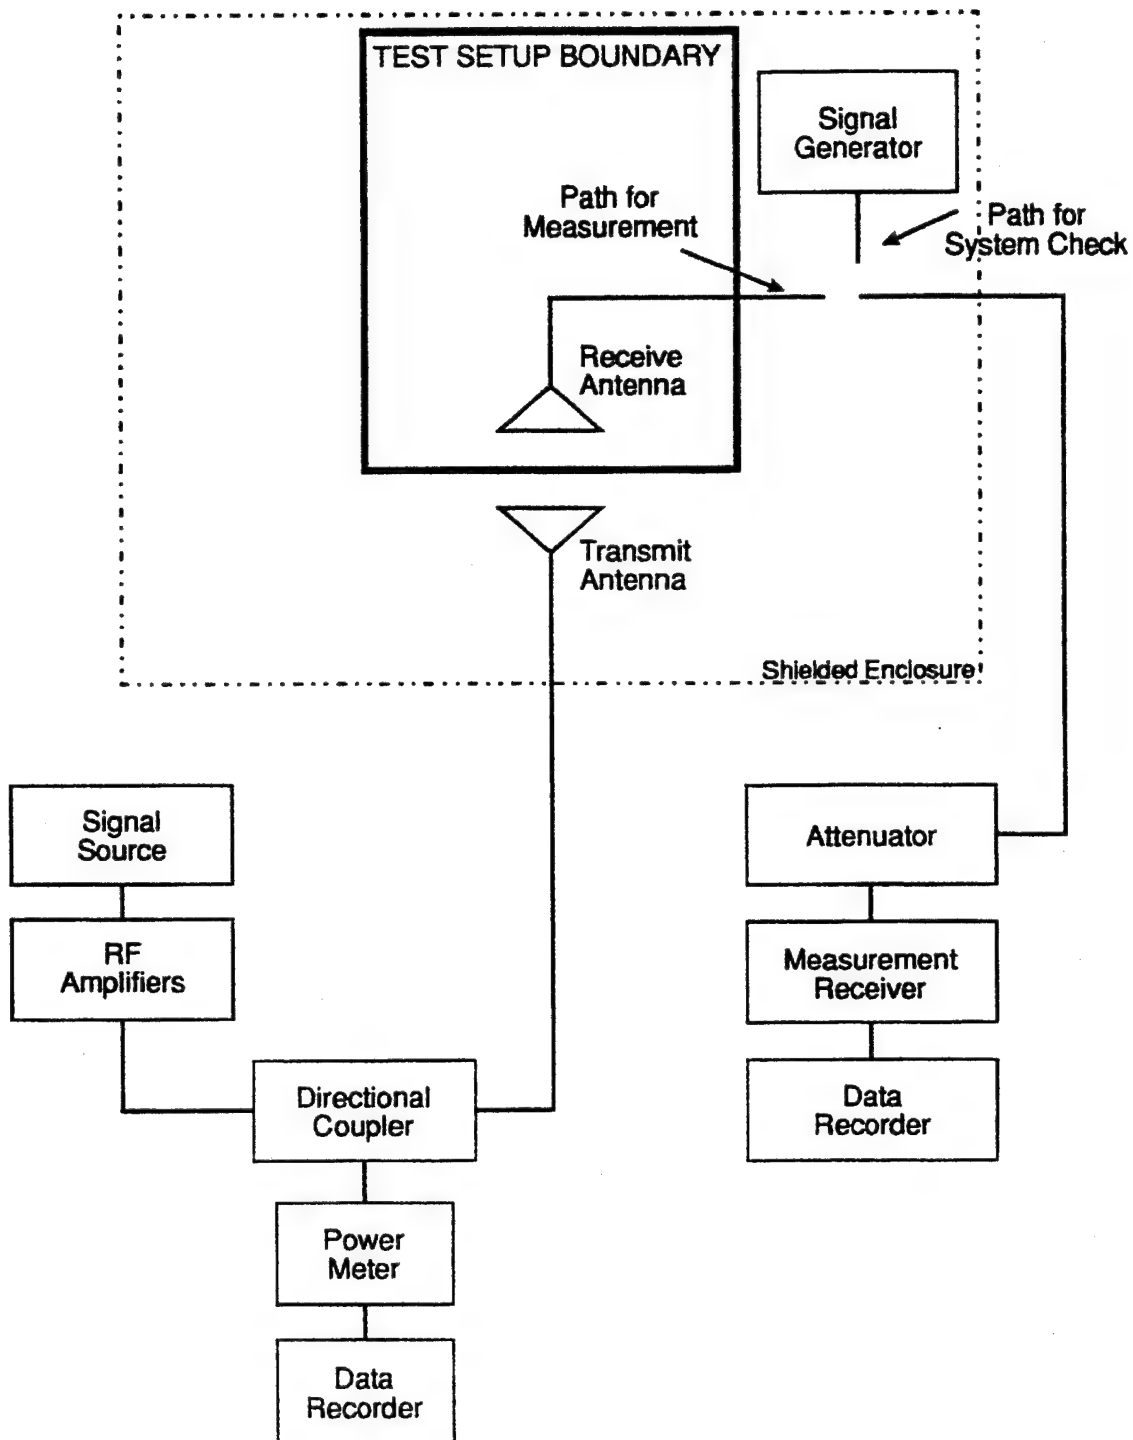 TEST SETUP BOUNDARY
Signal
Generator
Path for
Measurement
Path for
System Check
Receive
Antenna
Transmit
Antenna
Shielded Enclosure
Signal
Source
RF
Amplifiers
Directional
Coupler
Power
Meter
Data
Recorder
Attenuator
Measurement
Receiver
Data
Recorder